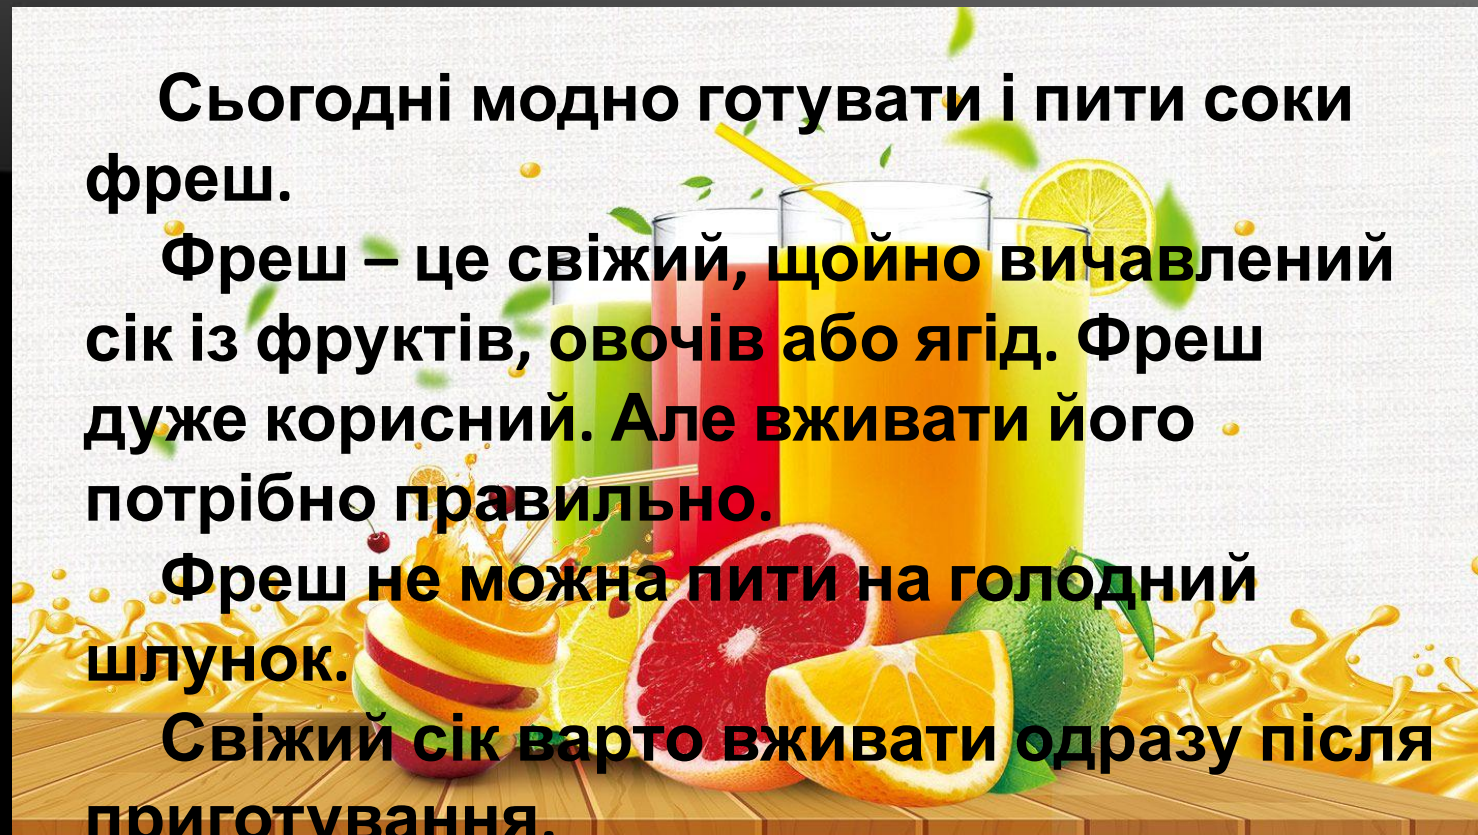 Сьогодні модно готувати і пити соки
фреш.
Фреш – це свіжий, щойно вичавлений
сік із фруктів, овочів або ягід. Фреш
дуже корисний. Але вживати його
потрібно правильно.
Фреш не можна пити на голодний
шлунок.
Свіжий сік варто вживати одразу після
приготування.